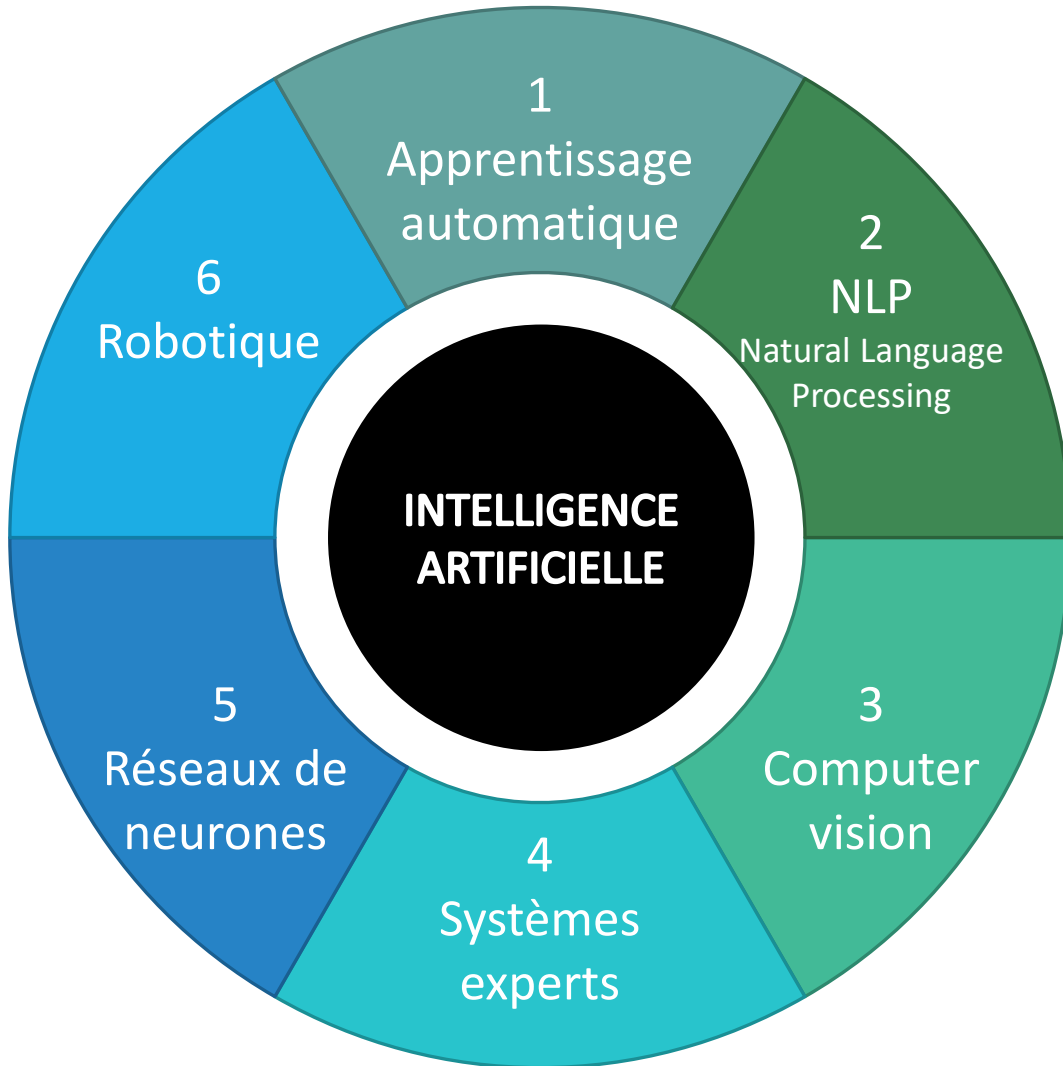 1
Apprentissage
automatique
2
NLP
Natural Language
Processing
3
Computer
vision
4
Systèmes
experts
5
Réseaux de
neurones
6
Robotique
INTELLIGENCE
ARTIFICIELLE